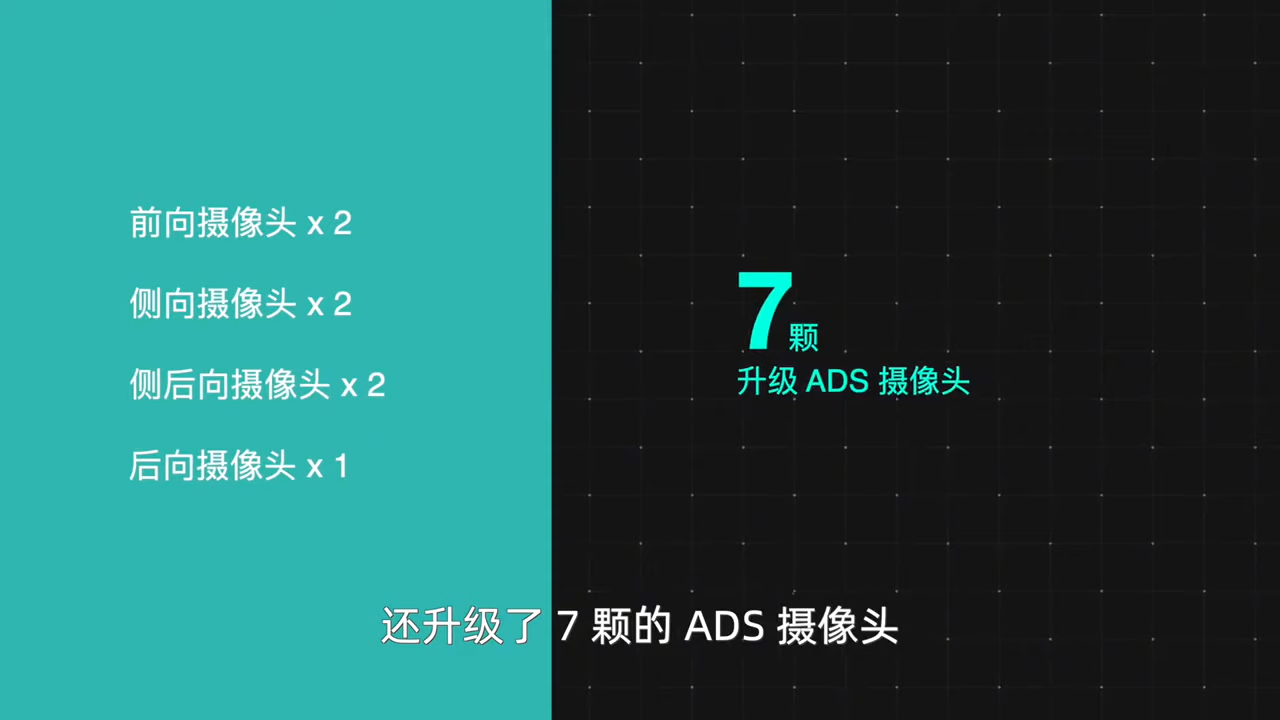 前向摄像头 x 2
侧向摄像头 x 2
侧后向摄像头 x 2
后向摄像头 x 1
7颗
升级 ADS 摄像头
还升级了 7 颗的 ADS 摄像头